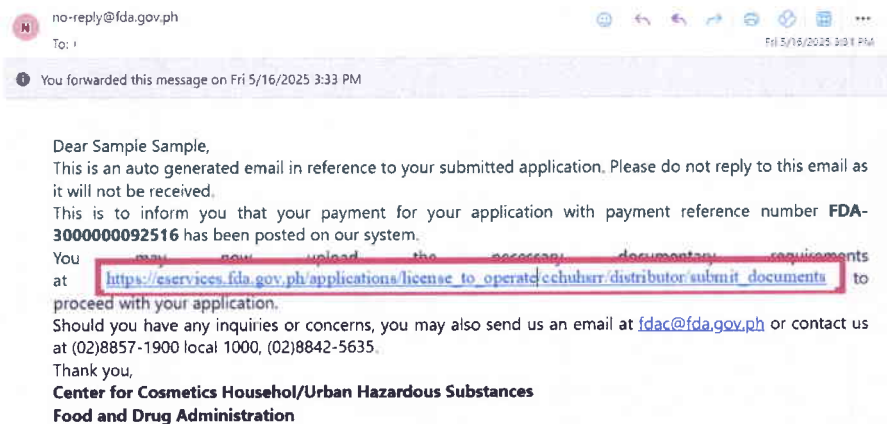 N
no-reply@fda.gov.ph
To:
Fri 5/16/2025 3:31 PM
You forwarded this message on Fri 5/16/2025 3:33 PM
Dear Sample Sample,
This is an auto generated email in reference to your submitted application. Please do not reply to this email as
it will not be received.
This is to inform you that your payment for your application with payment reference number FDA-
3000000092516 has been posted on our system.
You may now upload the necessary documentary requirements
at https://eservices.fda.gov.ph/applications/license_to_operate/cchuhsrr/distributor/submit_documents to
proceed with your application.
Should you have any inquiries or concerns, you may also send us an email at fdac@fda.gov.ph or contact us
at (02)8857-1900 local 1000, (02)8842-5635.
Thank you,
Center for Cosmetics Househol/Urban Hazardous Substances
Food and Drug Administration